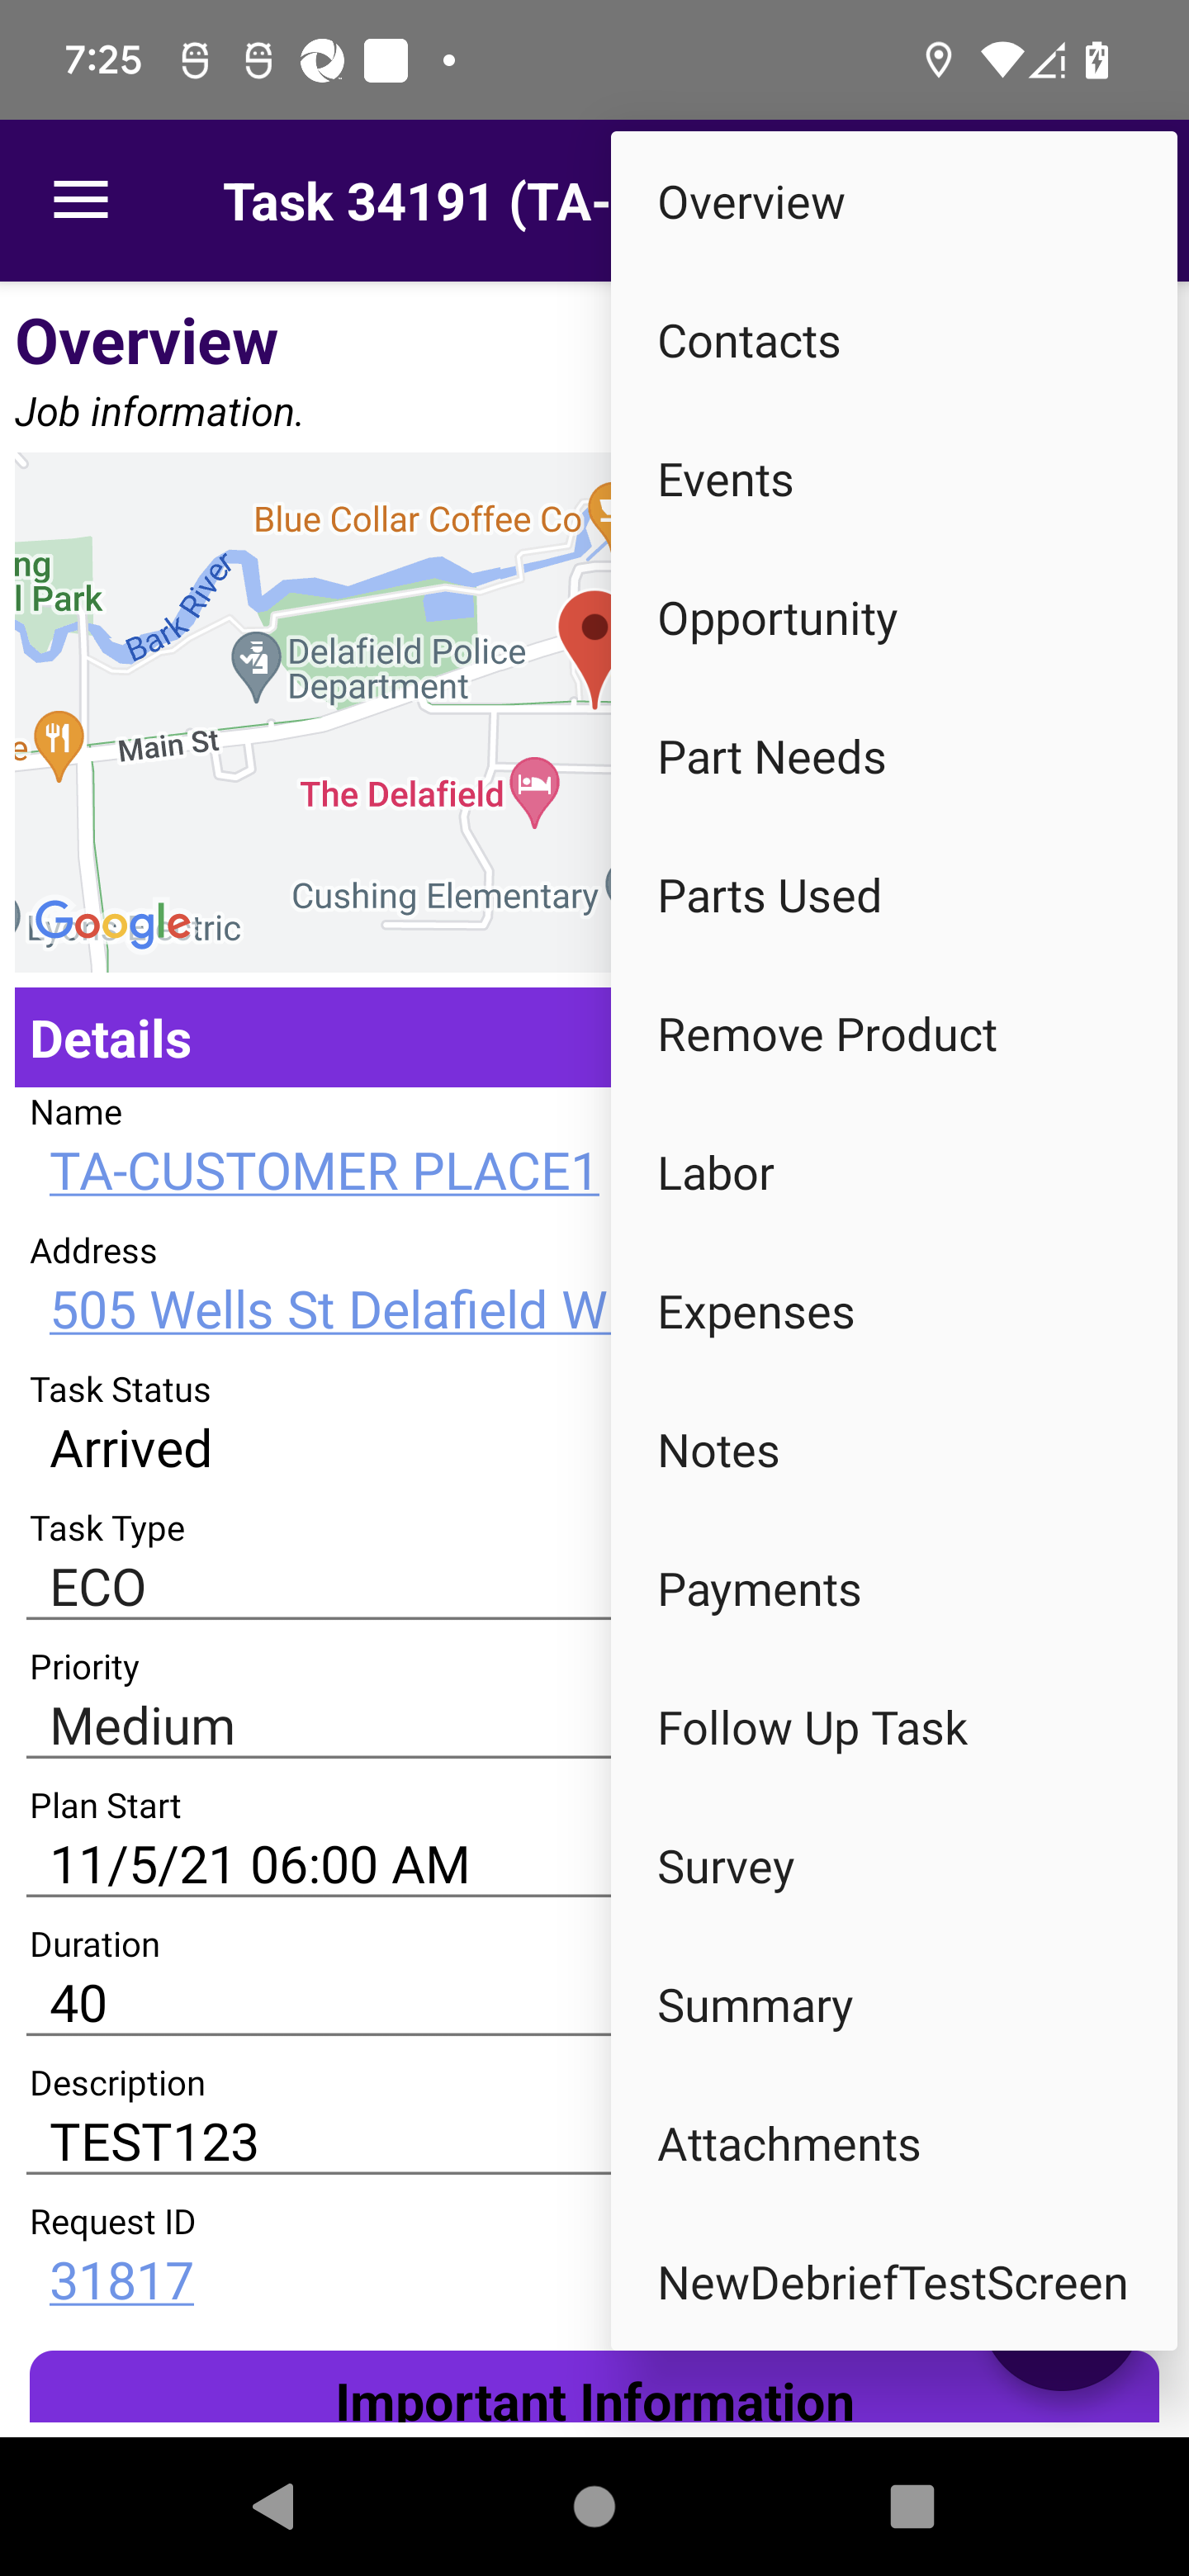 7:25
Task 34191 (TA-
Overview
Job information.
Blue Collar Coffee Co
ng
l Park
Bark River
Delafield Police
Department
e
Main St
The Delafield
Cushing Elementary
Google
Details
Name
TA-CUSTOMER PLACE1
Address
505 Wells St Delafield W
Task Status
Arrived
Task Type
ECO
Priority
Medium
Plan Start
11/5/21 06:00 AM
Duration
40
Description
TEST123
Request ID
31817
Important Information
Overview
Contacts
Events
Opportunity
Part Needs
Parts Used
Remove Product
Labor
Expenses
Notes
Payments
Follow Up Task
Survey
Summary
Attachments
NewDebriefTestScreen